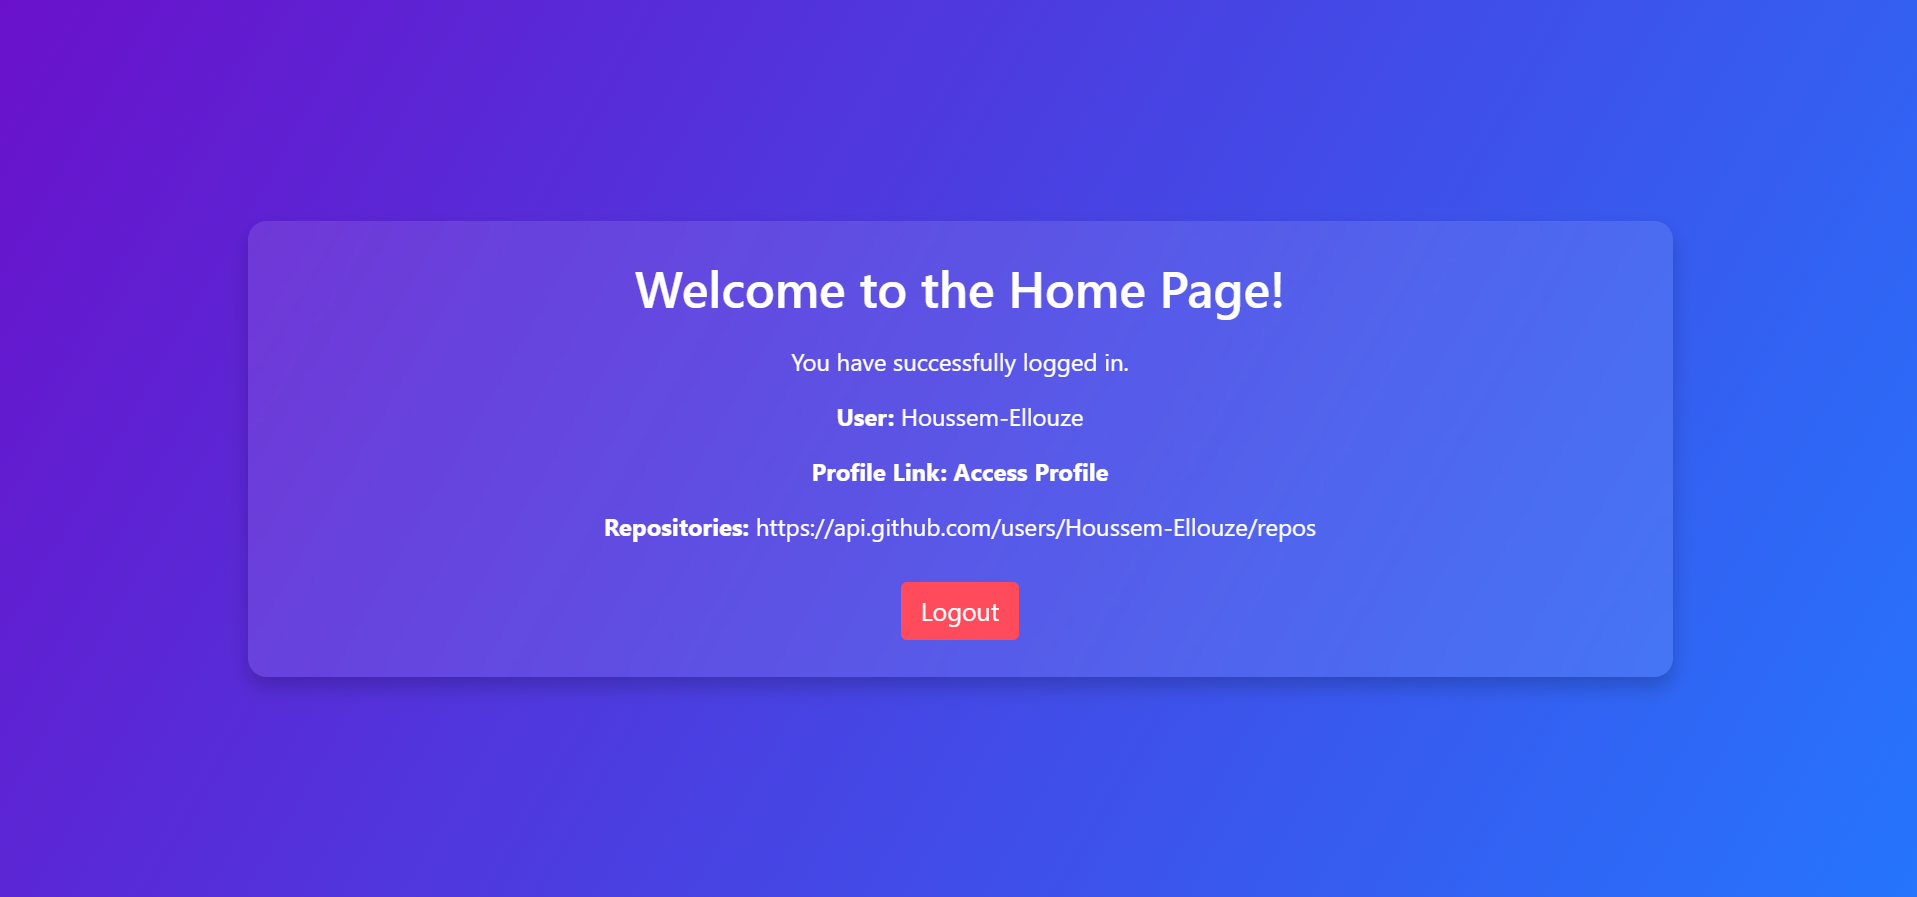 Welcome to the Home Page!
You have successfully logged in.
User: Houssem-Ellouze
Profile Link: Access Profile
Repositories: https://api.github.com/users/Houssem-Ellouze/repos
Logout